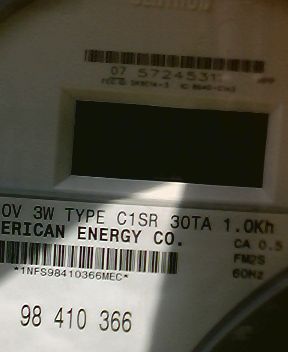 CENTRON
07 5724531
0V 3W TYPE C1SR 30TA 1.0Kh
ERICAN ENERGY CO.
CA 0.5
FM2S
60Hz
*1NFS98410366MEC*
98 410 366